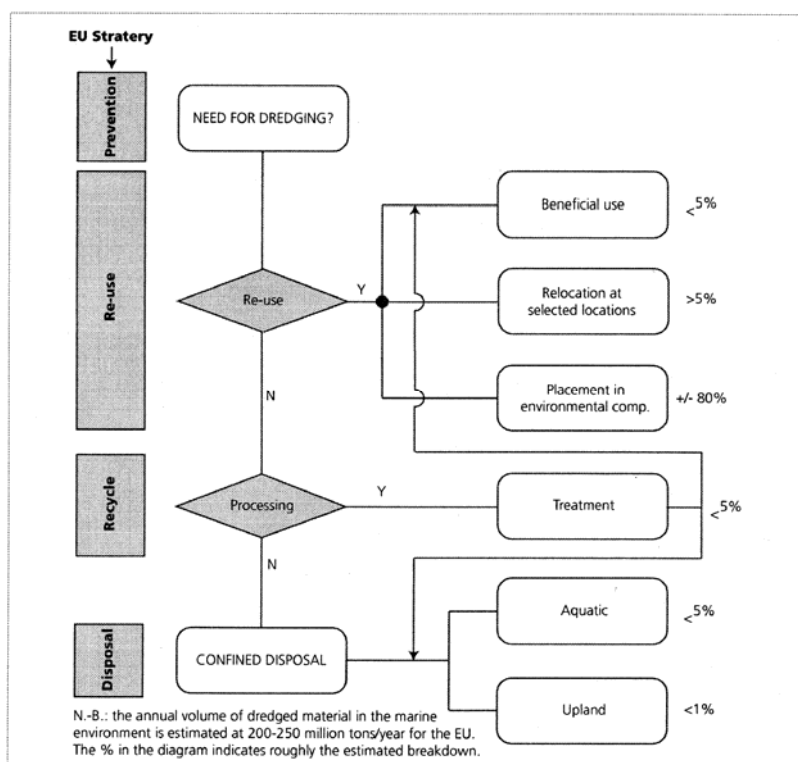 EU Stratery
Prevention
NEED FOR DREDGING?
Re-use
Beneficial use
<5%
Re-use
Y
Relocation at
selected locations
>5%
N
Placement in
environmental comp.
+/- 80%
Recycle
Processing
Y
Treatment
<5%
N
Disposal
CONFINED DISPOSAL
Aquatic
<5%
Upland
<1%
N.-B.: the annual volume of dredged material in the marine
environment is estimated at 200-250 million tons/year for the EU.
The % in the diagram indicates roughly the estimated breakdown.